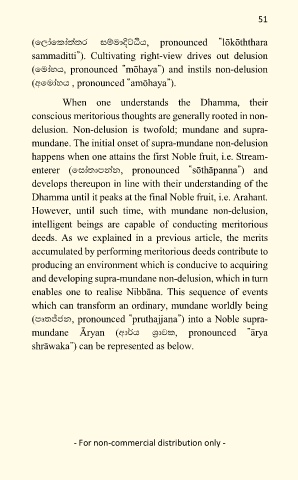 51
(ලෝකෝත්තර සම්මාදිට්ඨිය, pronounced "lōkōththara
sammaditti"). Cultivating right-view drives out delusion
(මෝහය, pronounced "mōhaya") and instils non-delusion
(අමෝහය , pronounced "amōhaya").
When one understands the Dhamma, their
conscious meritorious thoughts are generally rooted in non-
delusion. Non-delusion is twofold; mundane and supra-
mundane. The initial onset of supra-mundane non-delusion
happens when one attains the first Noble fruit, i.e. Stream-
enterer (සෝතාපන්න, pronounced "sōthāpanna") and
develops thereupon in line with their understanding of the
Dhamma until it peaks at the final Noble fruit, i.e. Arahant.
However, until such time, with mundane non-delusion,
intelligent beings are capable of conducting meritorious
deeds. As we explained in a previous article, the merits
accumulated by performing meritorious deeds contribute to
producing an environment which is conducive to acquiring
and developing supra-mundane non-delusion, which in turn
enables one to realise Nibbāna. This sequence of events
which can transform an ordinary, mundane worldly being
(පෘතජ්ජන, pronounced "pruthajjana") into a Noble supra-
mundane Āryan (ආර්ය ශ්‍රාවක, pronounced "ārya
shrāwaka") can be represented as below.
- For non-commercial distribution only -